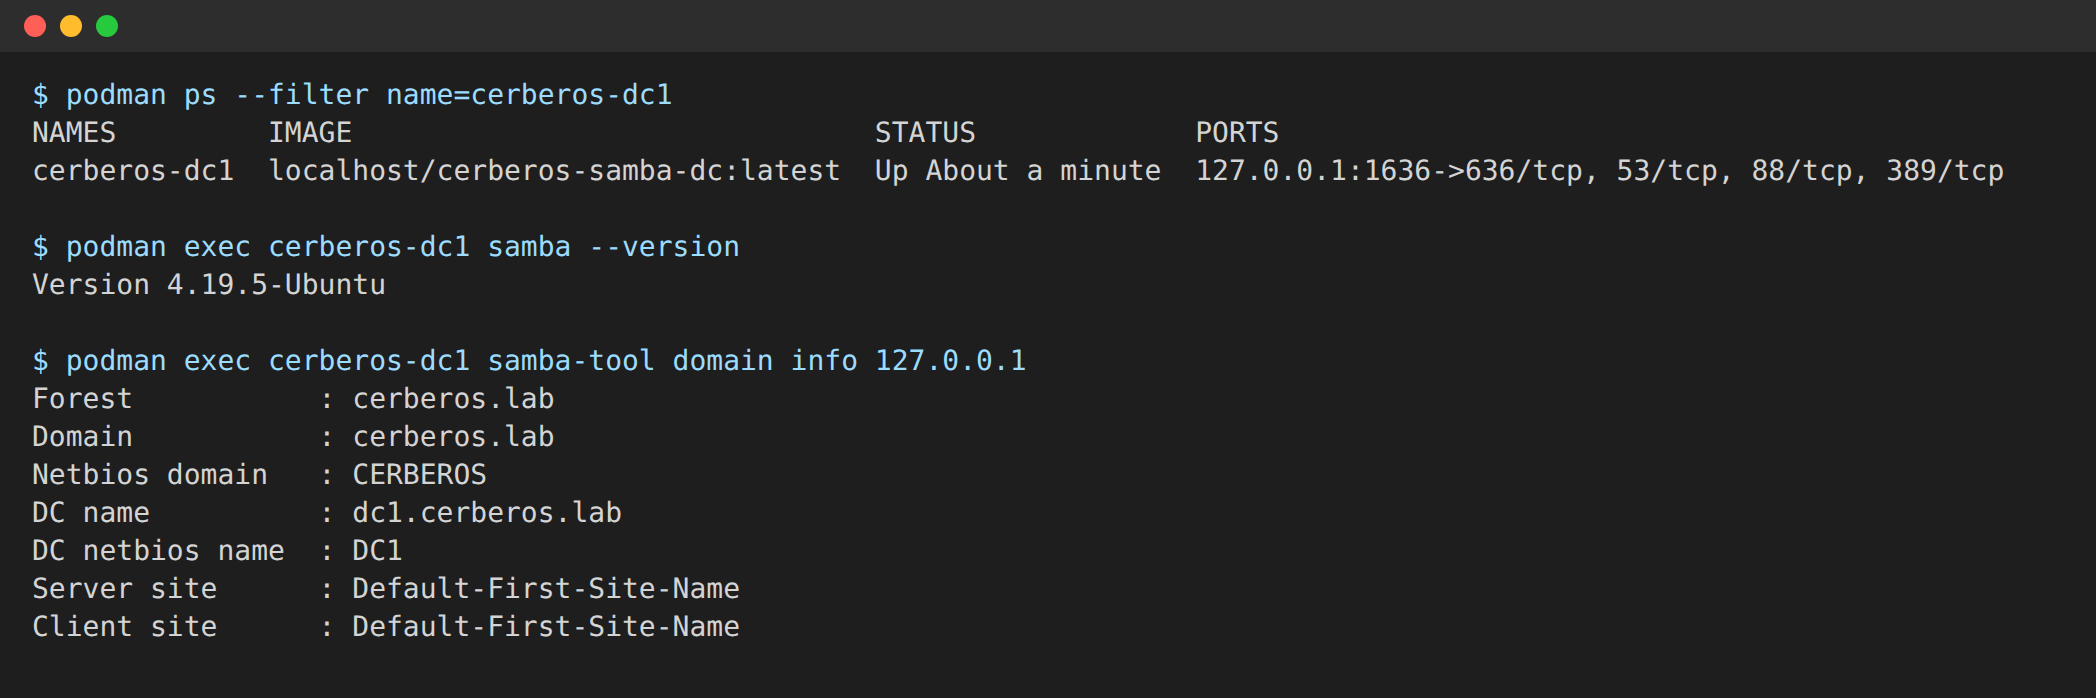 $ podman ps --filter name=cerberos-dc1
NAMES         IMAGE                               STATUS             PORTS
cerberos-dc1  localhost/cerberos-samba-dc:latest  Up About a minute  127.0.0.1:1636->636/tcp, 53/tcp, 88/tcp, 389/tcp

$ podman exec cerberos-dc1 samba --version
Version 4.19.5-Ubuntu

$ podman exec cerberos-dc1 samba-tool domain info 127.0.0.1
Forest           : cerberos.lab
Domain           : cerberos.lab
Netbios domain   : CERBEROS
DC name          : dc1.cerberos.lab
DC netbios name  : DC1
Server site      : Default-First-Site-Name
Client site      : Default-First-Site-Name